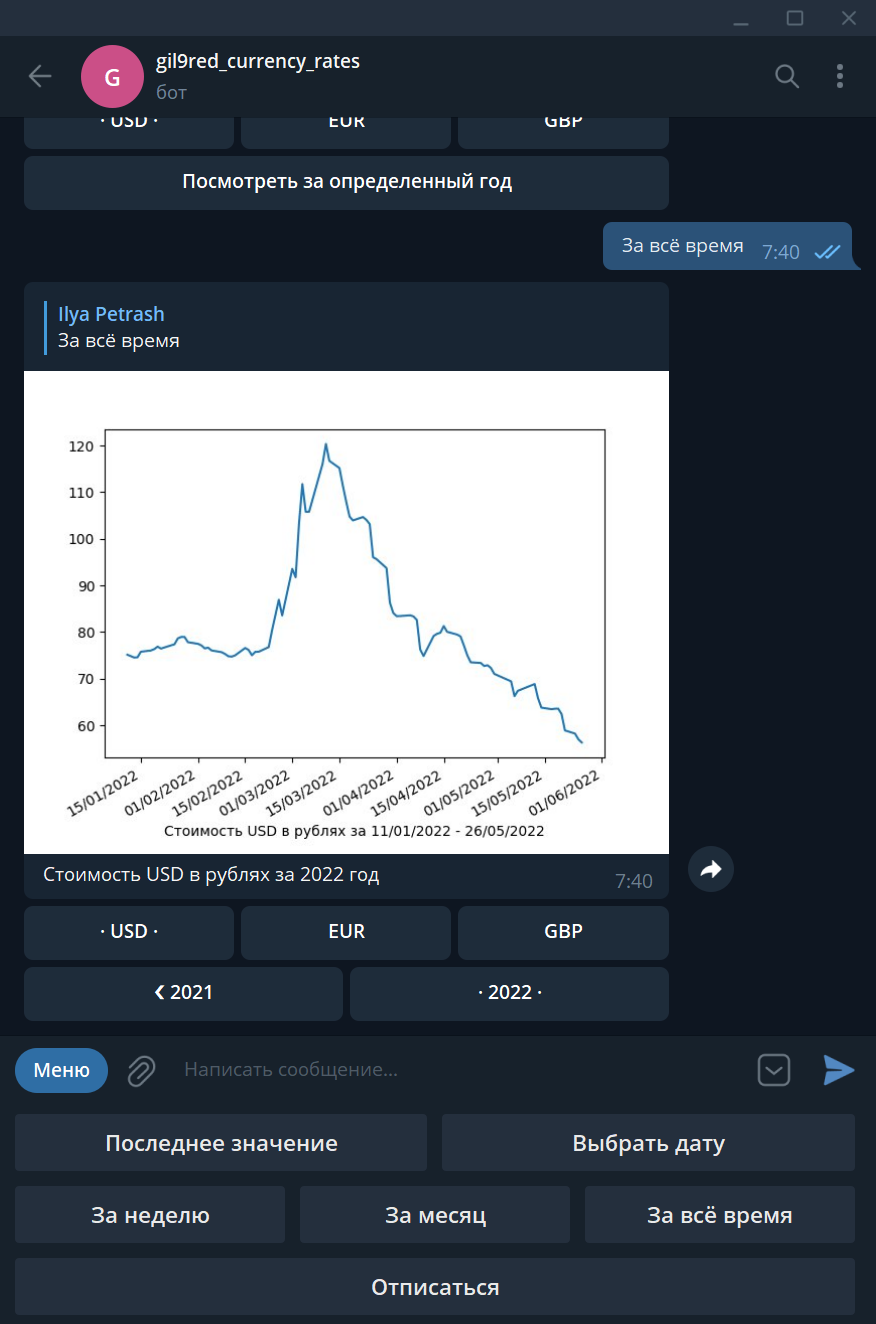 G
gil9red_currency_rates
бот
· USD ·
EUR
GBP
Посмотреть за определенный год
За всё время
7:40
Ilya Petrash
За всё время
120
110
100
90
80
70
60
15/01/2022
01/02/2022
15/02/2022
01/03/2022
15/03/2022
01/04/2022
15/04/2022
01/05/2022
15/05/2022
01/06/2022
Стоимость USD в рублях за 11/01/2022 - 26/05/2022
Стоимость USD в рублях за 2022 год
7:40
· USD ·
EUR
GBP
❮ 2021
· 2022 ·
Меню
Написать сообщение...
Последнее значение
Выбрать дату
За неделю
За месяц
За всё время
Отписаться